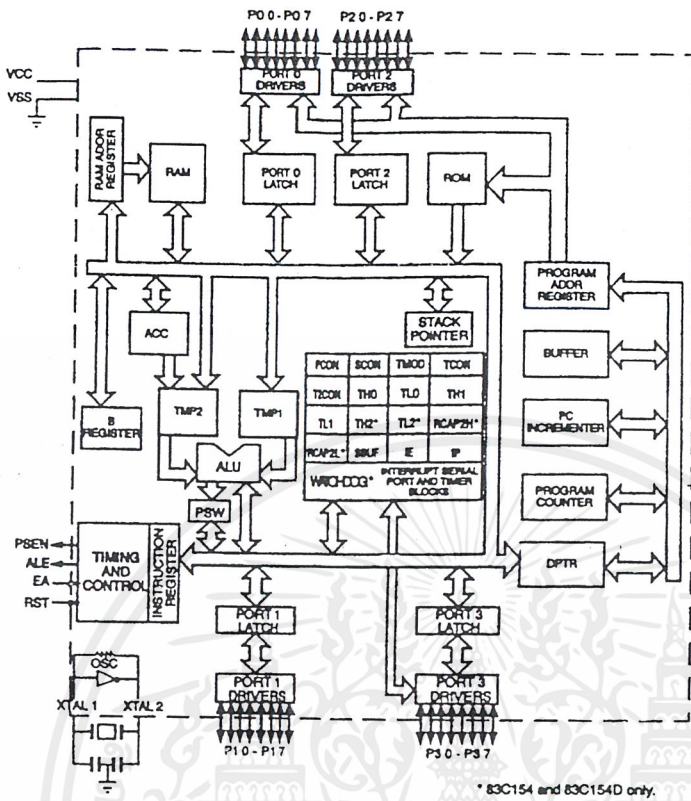 P0 0 - P0 7
P2 0 - P2 7
VCC
VSS
PORT 0
DRIVERS
PORT 2
DRIVERS
RAM ADDR
REGISTER
RAM
PORT 0
LATCH
PORT 2
LATCH
ROM
PROGRAM
ADDR
REGISTER
ACC
STACK
POINTER
BUFFER
PCON SCON TMOD TCON
T2CON TH0 TL0 TH1
TL1 TH2* TL2* RCAP2H*
RCAP2L* SBUF IE IP
WATCHDOG* INTERRUPT SERIAL
PORT AND TIMER
BLOCKS
B
REGISTER
TMP2
TMP1
ALU
PSW
PC
INCREMENTER
PROGRAM
COUNTER
PSEN
ALE
EA
RST
TIMING
AND
CONTROL
INSTRUCTION
REGISTER
DPTR
PORT 1
LATCH
PORT 3
LATCH
OSC
XTAL 1
XTAL 2
PORT 1
DRIVERS
PORT 3
DRIVERS
P1 0 - P1 7
P3 0 - P3 7
* 83C154 and 83C154D only.